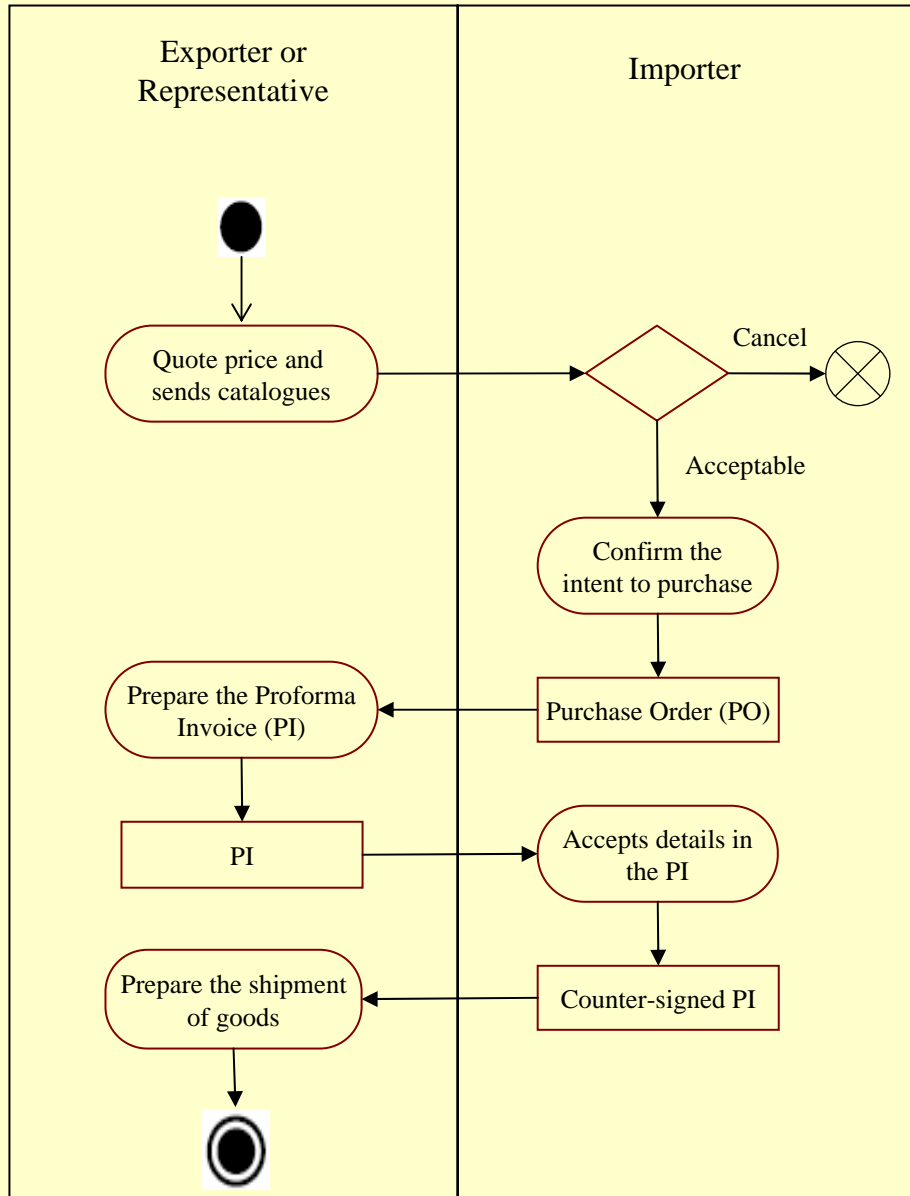 Exporter or
Representative
Importer
Quote price and
sends catalogues
Cancel
Acceptable
Confirm the
intent to purchase
Prepare the Proforma
Invoice (PI)
Purchase Order (PO)
PI
Accepts details in
the PI
Prepare the shipment
of goods
Counter-signed PI